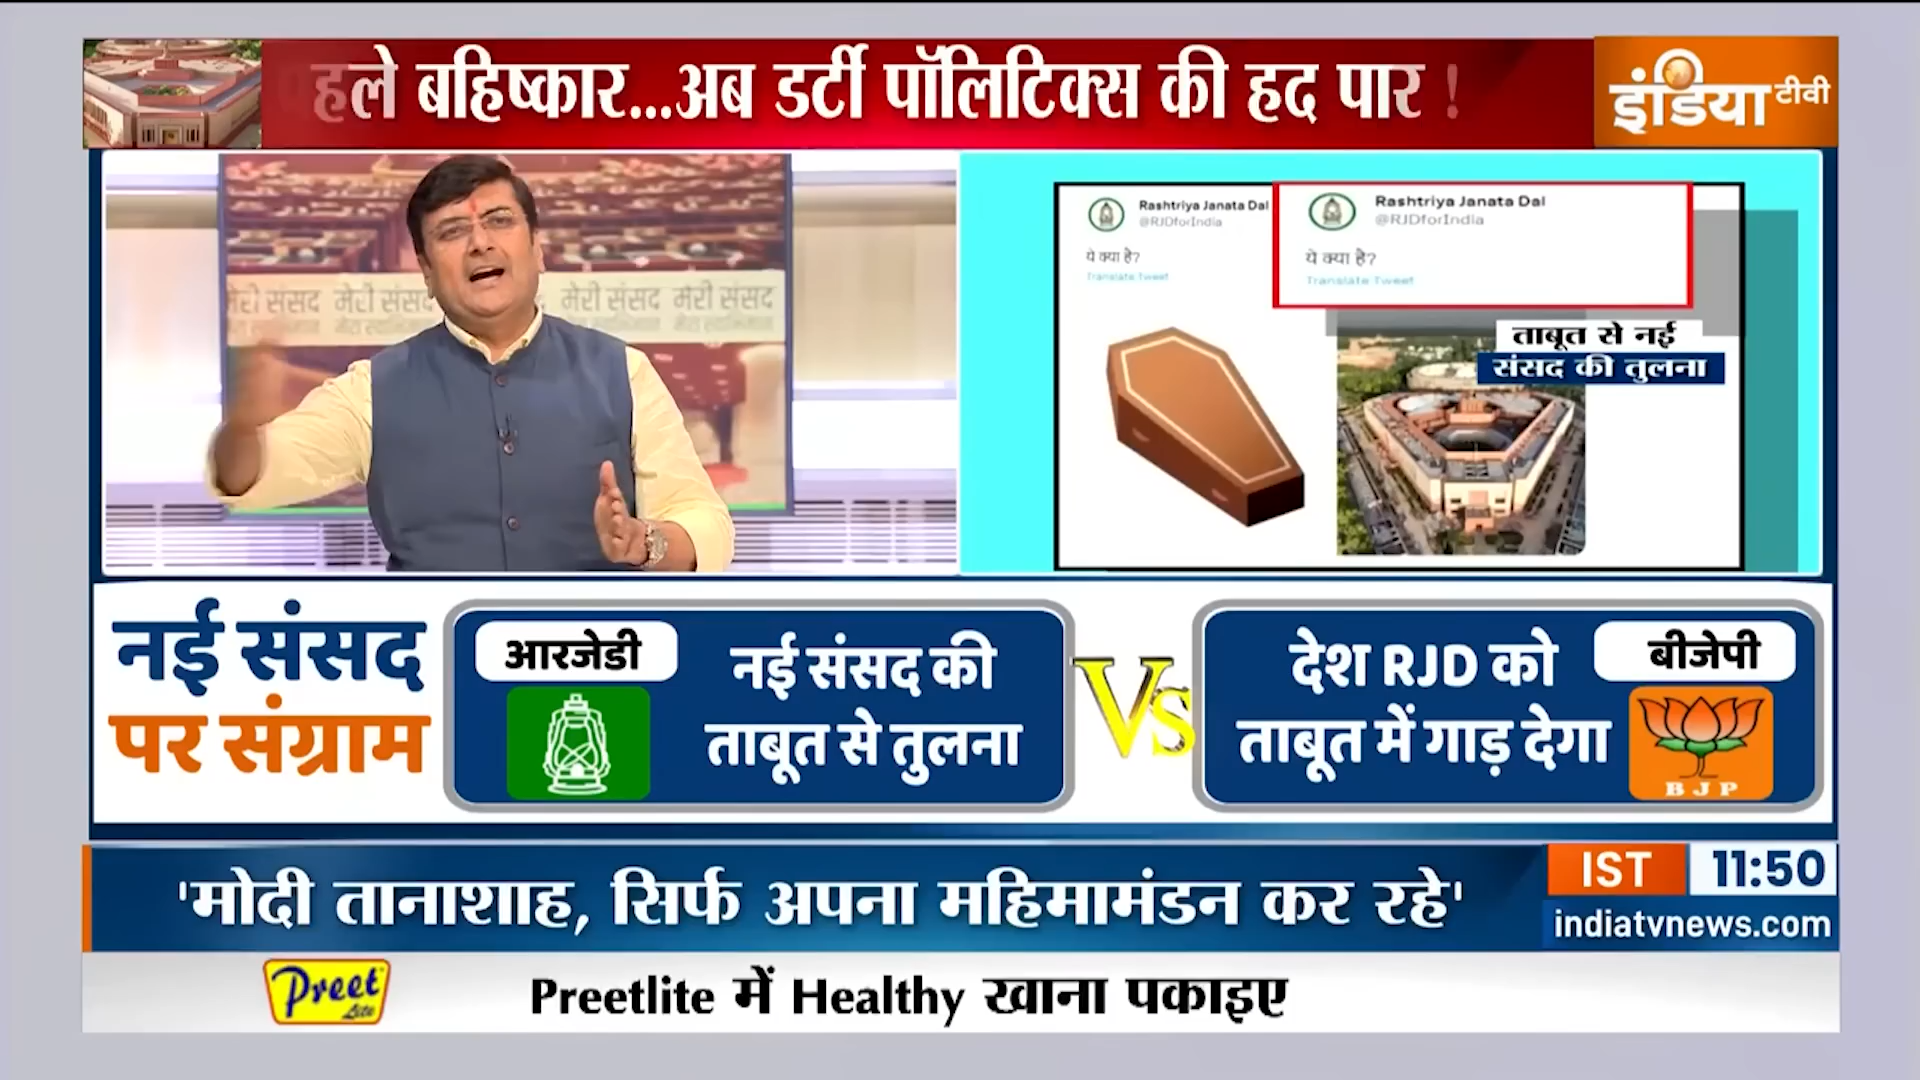 हले बहिष्कार...अब डर्टी पॉलिटिक्स की हद पार !
इंडिया टीवी
मेरी संसद मेरी संसद मेरी संसद मेरी संसद
Rashtriya Janata Dal
@RJDforIndia
ये क्या है?
Translate Tweet
Rashtriya Janata Dal
@RJDforIndia
ये क्या है?
Translate Tweet
ताबूत से नई
संसद की तुलना
नई संसद
पर संग्राम
आरजेडी
नई संसद की
ताबूत से तुलना
Vs
देश RJD को
ताबूत में गाड़ देगा
बीजेपी
BJP
'मोदी तानाशाह, सिर्फ अपना महिमामंडन कर रहे'
IST 11:50
indiatvnews.com
Preet
Lite
Preetlite में Healthy खाना पकाइए